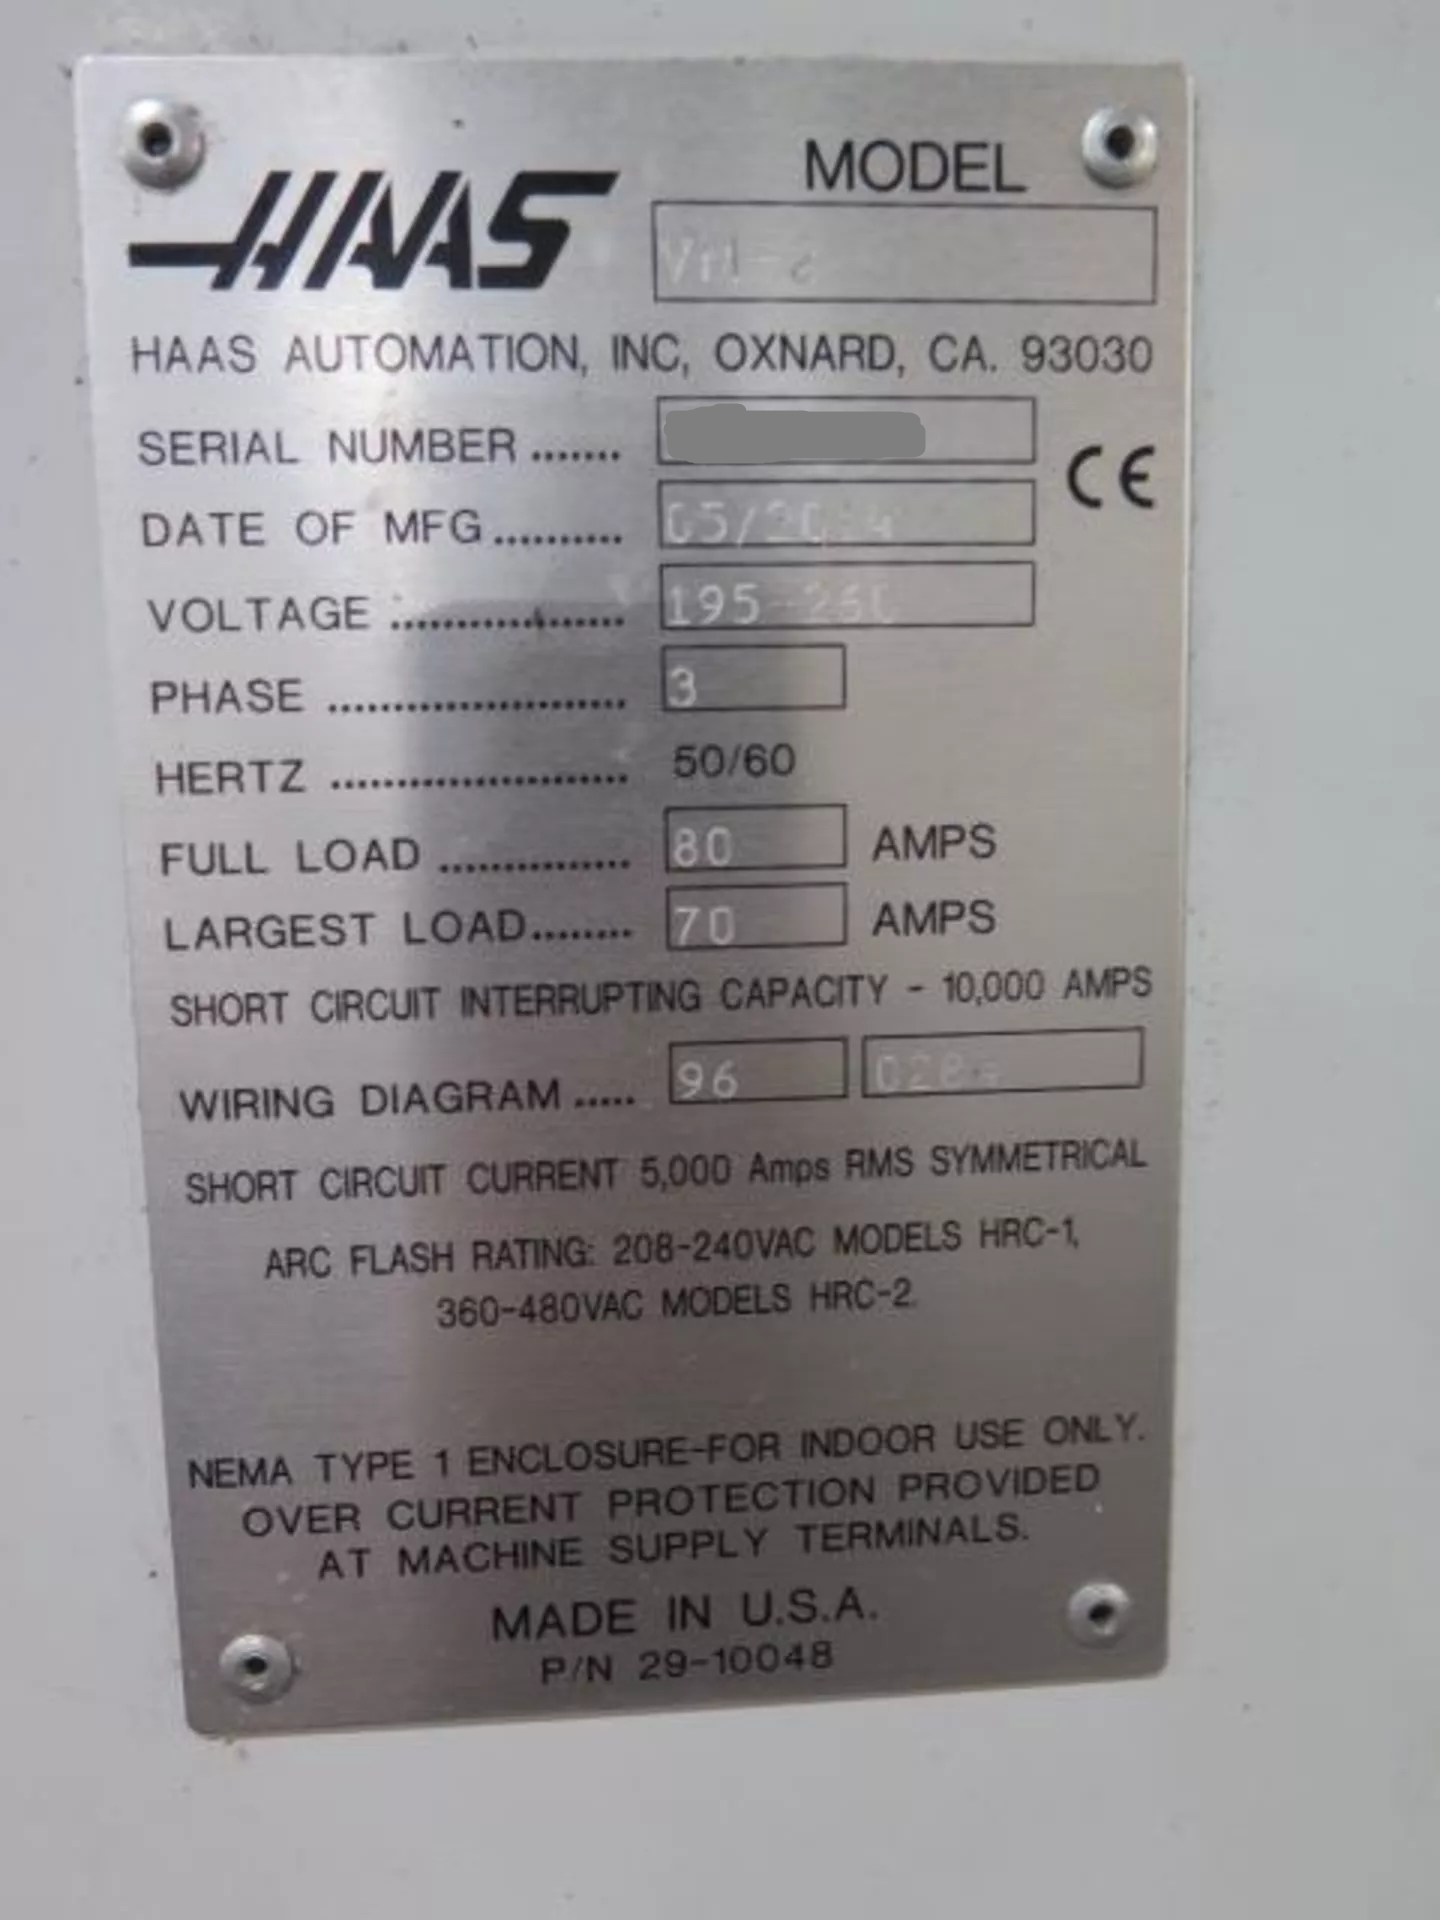 HAAS
MODEL
HAAS AUTOMATION, INC, OXNARD, CA. 93030
SERIAL NUMBER .......
CE
DATE OF MFG..........
VOLTAGE .................. 195-260
PHASE ....................... 3
HERTZ ....................... 50/60
FULL LOAD ............... 80 AMPS
LARGEST LOAD........ 70 AMPS
SHORT CIRCUIT INTERRUPTING CAPACITY - 10,000 AMPS
WIRING DIAGRAM ..... 96
SHORT CIRCUIT CURRENT 5,000 Amps RMS SYMMETRICAL
ARC FLASH RATING: 208-240VAC MODELS HRC-1,
360-480VAC MODELS HRC-2.
NEMA TYPE 1 ENCLOSURE-FOR INDOOR USE ONLY.
OVER CURRENT PROTECTION PROVIDED
AT MACHINE SUPPLY TERMINALS.
MADE IN U.S.A.
P/N 29-10048